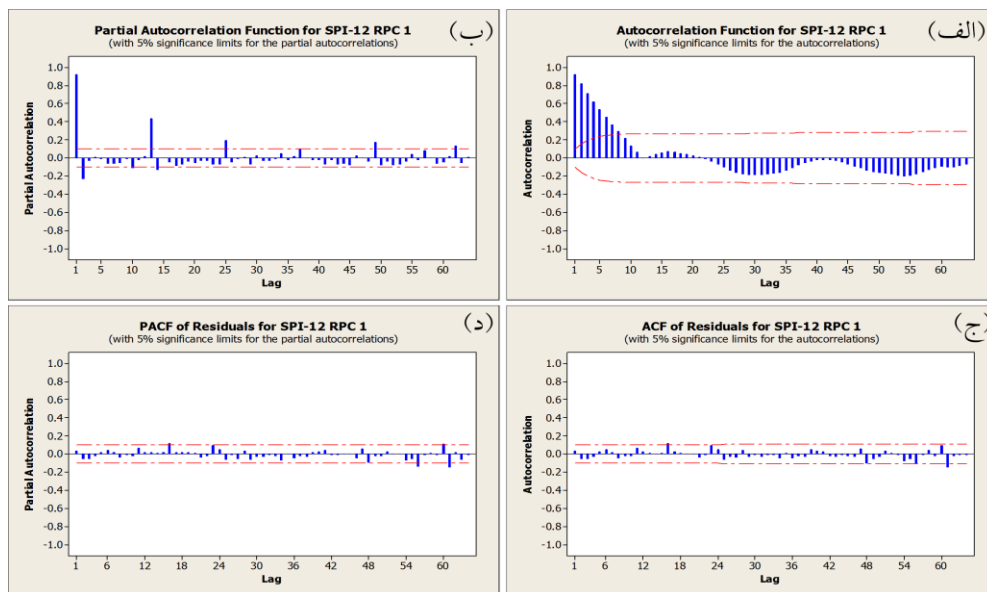 Partial Autocorrelation Function for SPI-12 RPC 1
(with 5% significance limits for the partial autocorrelations)
(ب)
Partial Autocorrelation
1.0
0.8
0.6
0.4
0.2
0.0
-0.2
-0.4
-0.6
-0.8
-1.0
1 5 10 15 20 25 30 35 40 45 50 55 60
Lag
Autocorrelation Function for SPI-12 RPC 1
(with 5% significance limits for the autocorrelations)
(الف)
Autocorrelation
1.0
0.8
0.6
0.4
0.2
0.0
-0.2
-0.4
-0.6
-0.8
-1.0
1 5 10 15 20 25 30 35 40 45 50 55 60
Lag
PACF of Residuals for SPI-12 RPC 1
(with 5% significance limits for the partial autocorrelations)
(د)
Partial Autocorrelation
1.0
0.8
0.6
0.4
0.2
0.0
-0.2
-0.4
-0.6
-0.8
-1.0
1 6 12 18 24 30 36 42 48 54 60
Lag
ACF of Residuals for SPI-12 RPC 1
(with 5% significance limits for the autocorrelations)
(ج)
Autocorrelation
1.0
0.8
0.6
0.4
0.2
0.0
-0.2
-0.4
-0.6
-0.8
-1.0
1 6 12 18 24 30 36 42 48 54 60
Lag